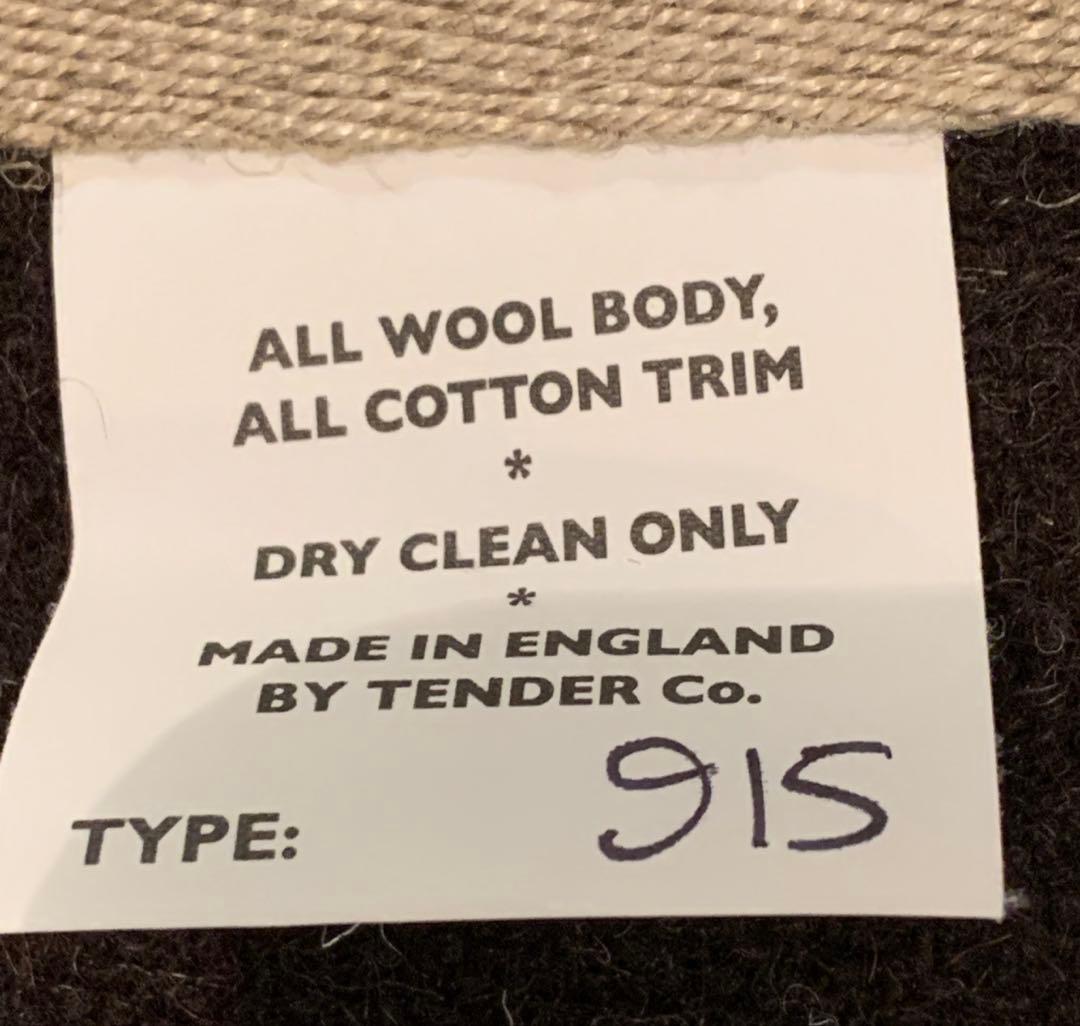 ALL WOOL BODY,
ALL COTTON TRIM
*
DRY CLEAN ONLY
*
MADE IN ENGLAND
BY TENDER Co.
TYPE: 915